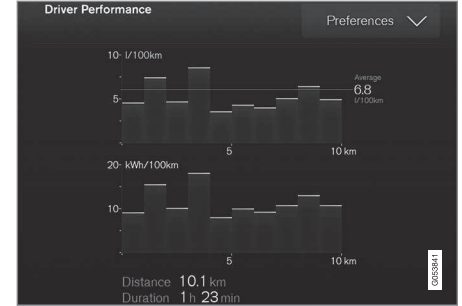 Driver Performance
Preferences
10- l/100km
Average
6.8
l/100km
5-
5
10 km
20- kWh/100km
10-
5
10 km
Distance 10.1 km
Duration 1 h 23 min
G053841